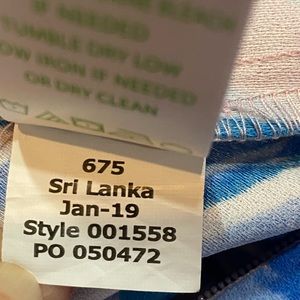 IF NEEDED
TUMBLE DRY LOW
LOW IRON IF NEEDED
OR DRY CLEAN
675
Sri Lanka
Jan-19
Style 001558
PO 050472